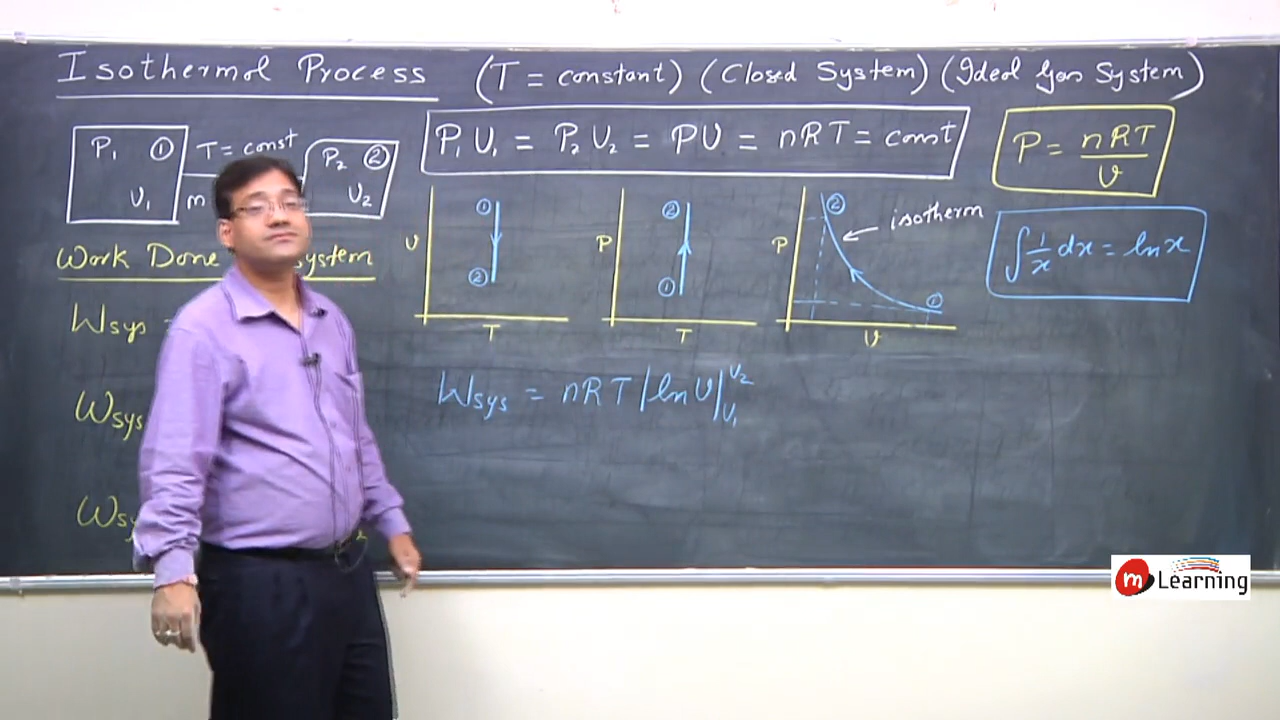 Isothermal Process (T = constant) (Closed System) (Ideal Gas System)
P₁ ①
V₁
T = const
m
P₂ ②
V₂
P₁V₁ = P₂V₂ = PV = nRT = const
P = nRT/V
Work Done system
V ① ② T
P ② ① T
P ② ① V
isotherm
∫ 1/x dx = ln x
Wsys =
Wsys = nRT |ln V|V₁V₂
Wsys
Wsy
m Learning